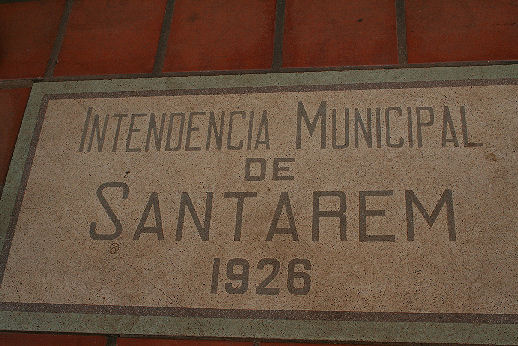 INTENDENCIA MUNICIPAL
DE
SANTAREM
1926